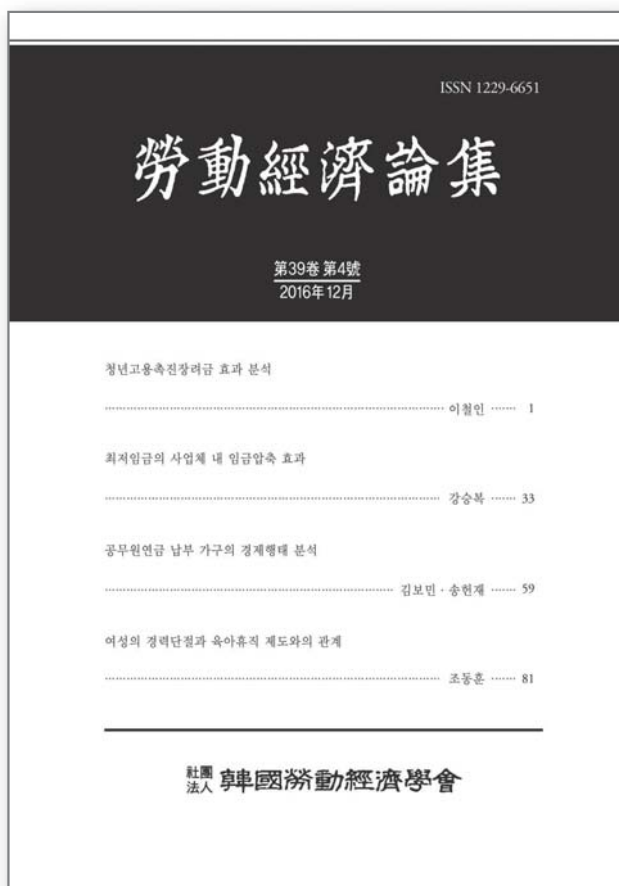 ISSN 1229-6651
勞動經濟論集
第39卷 第4號
2016年 12月
청년고용촉진장려금 효과 분석
이철인 1
최저임금의 사업체 내 임금압축 효과
강승복 33
공무원연금 납부 가구의 경제행태 분석
김보민 · 송헌재 59
여성의 경력단절과 육아휴직 제도와의 관계
조동훈 81
社團法人 韓國勞動經濟學會